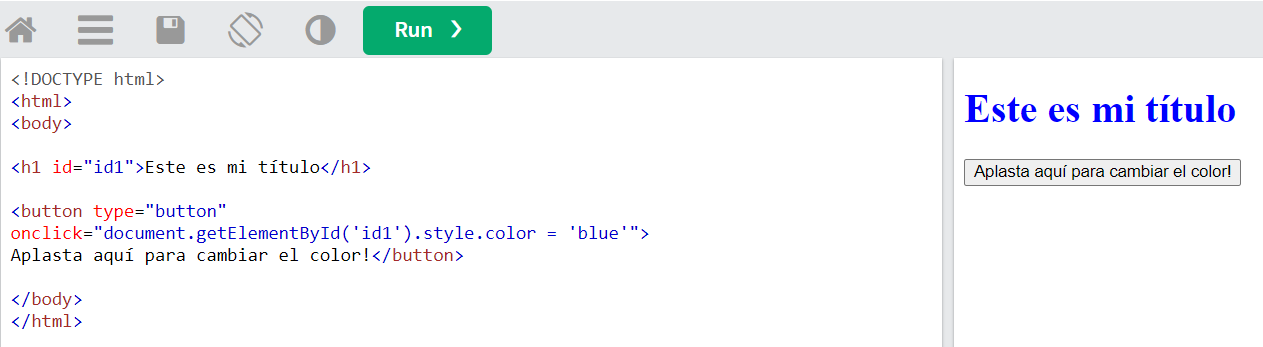 Run ❯
<!DOCTYPE html>
<html>
<body>
<h1 id="id1">Este es mi título</h1>
<button type="button"
onclick="document.getElementById('id1').style.color = 'blue'">
Aplasta aquí para cambiar el color!</button>
</body>
</html>
Este es mi título
Aplasta aquí para cambiar el color!